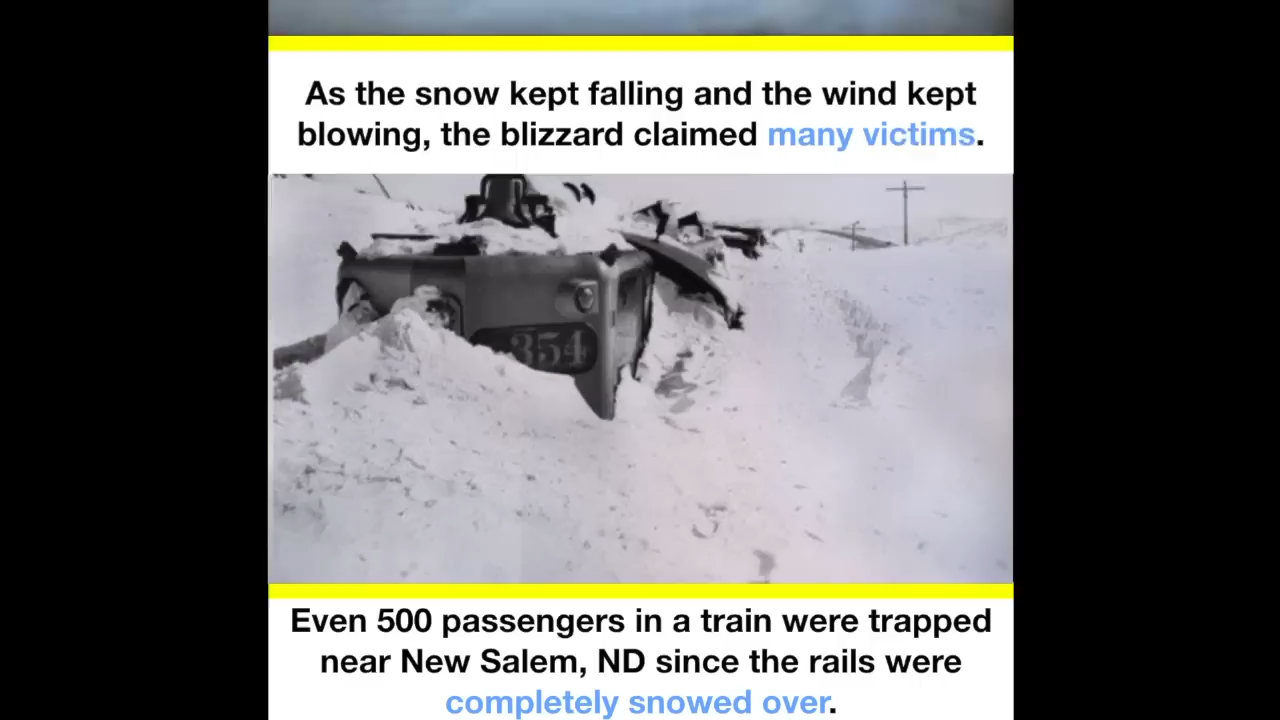 As the snow kept falling and the wind kept
blowing, the blizzard claimed many victims.
354
Even 500 passengers in a train were trapped
near New Salem, ND since the rails were
completely snowed over.